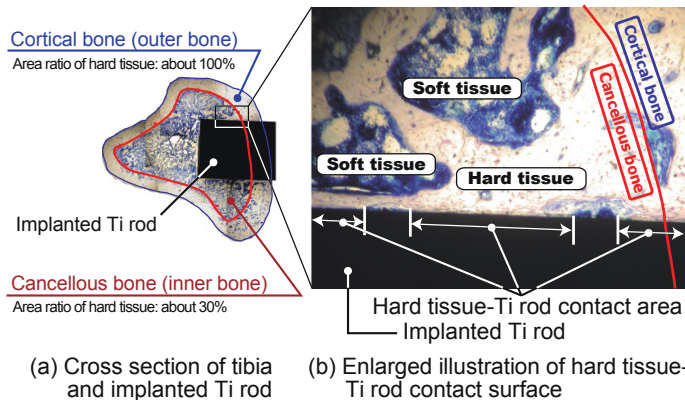 (a)
Cortical bone (outer bone)
Area ratio of hard tissue: about 100%
Implanted Ti rod
Cancellous bone (inner bone)
Area ratio of hard tissue: about 30%
(a) Cross section of tibia
and implanted Ti rod
(b)
Soft tissue
Cortical bone
Cancellous bone
Soft tissue
Hard tissue
Hard tissue-Ti rod contact area
Implanted Ti rod
(b) Enlarged illustration of hard tissue-
Ti rod contact surface